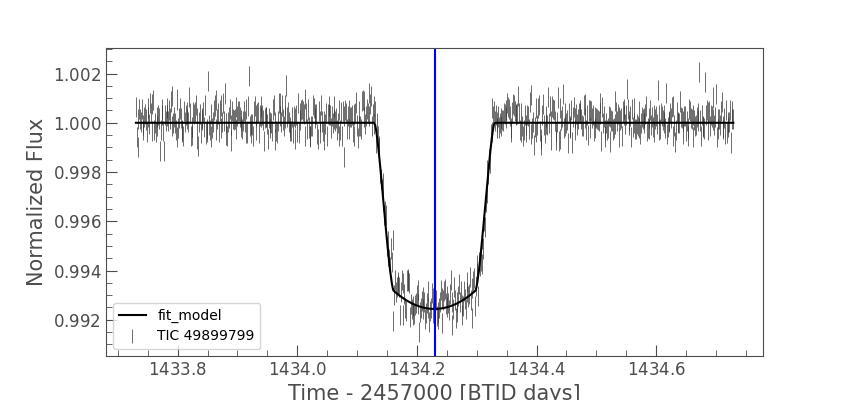 Normalized Flux
1.002
1.000
0.998
0.996
0.994
0.992
fit_model
TIC 49899799
1433.8 1434.0 1434.2 1434.4 1434.6
Time - 2457000 [BTJD days]